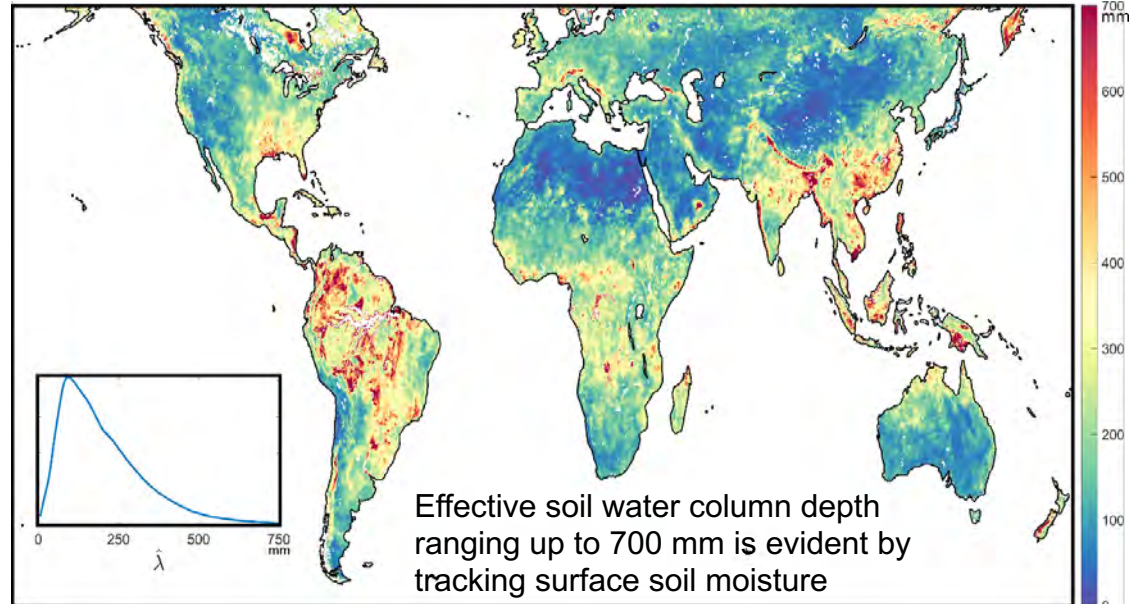 700
mm
600
500
400
300
200
100
0
0 250 500 750
mm
λ̂
Effective soil water column depth
ranging up to 700 mm is evident by
tracking surface soil moisture